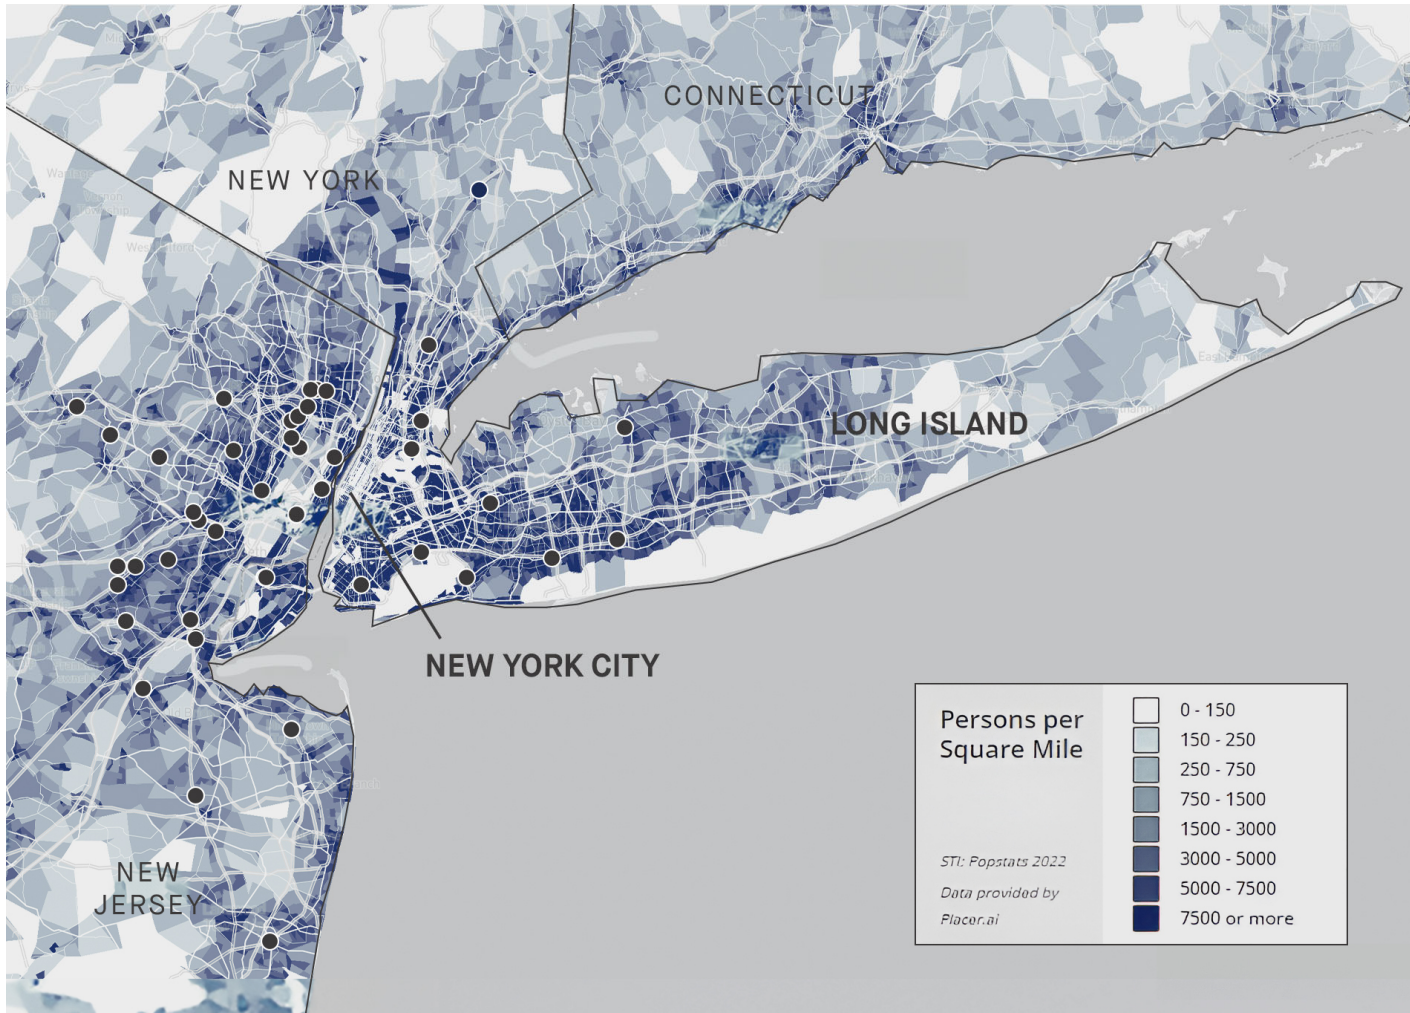 CONNECTICUT
NEW YORK
LONG ISLAND
NEW YORK CITY
NEW
JERSEY
Persons per
Square Mile
0 - 150
150 - 250
250 - 750
750 - 1500
1500 - 3000
3000 - 5000
5000 - 7500
7500 or more
STI: Popstats 2022
Data provided by
Placer.ai